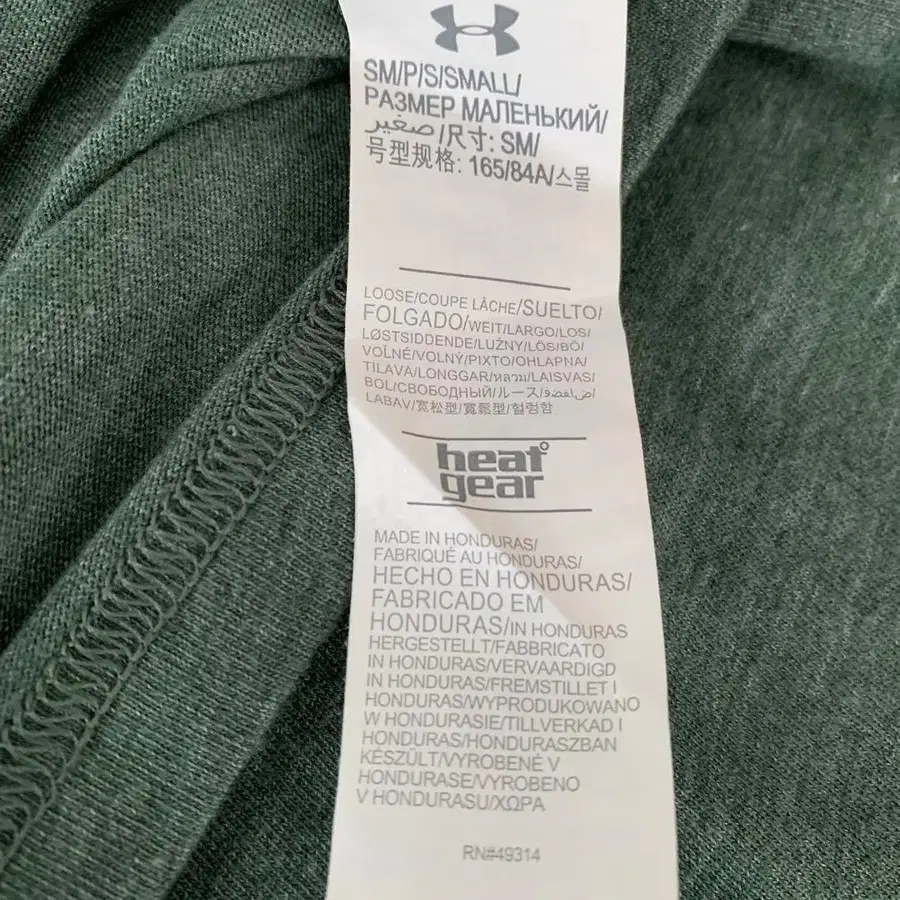 SM/P/S/SMALL/
РАЗМЕР МАЛЕНЬКИЙ/
صغير/尺寸: SM/
号型规格: 165/84A/스몰
LOOSE/COUPE LÂCHE/SUELTO/
FOLGADO/WEIT/LARGO/LOS/
LØSTSIDDENDE/LUŹNY/LÖS/BŐ/
VOLNÉ/VOĽNÝ/ΡΙΧΤΟ/OHLAPNA/
TILAVA/LONGGAR/หลวม/LAISVAS/
BOL/СВОБОДНЫЙ/ルース/فضفاض/
LABAV/宽松型/寬鬆型/헐렁함
heat
gear
MADE IN HONDURAS/
FABRIQUÉ AU HONDURAS/
HECHO EN HONDURAS/
FABRICADO EM
HONDURAS/IN HONDURAS
HERGESTELLT/FABBRICATO
IN HONDURAS/VERVAARDIGD
IN HONDURAS/FREMSTILLET I
HONDURAS/WYPRODUKOWANO
W HONDURASIE/TILLVERKAD I
HONDURAS/HONDURASZBAN
KÉSZÜLT/VYROBENÉ V
HONDURASE/VYROBENO
V HONDURASU/ΧΩΡΑ
RN#49314